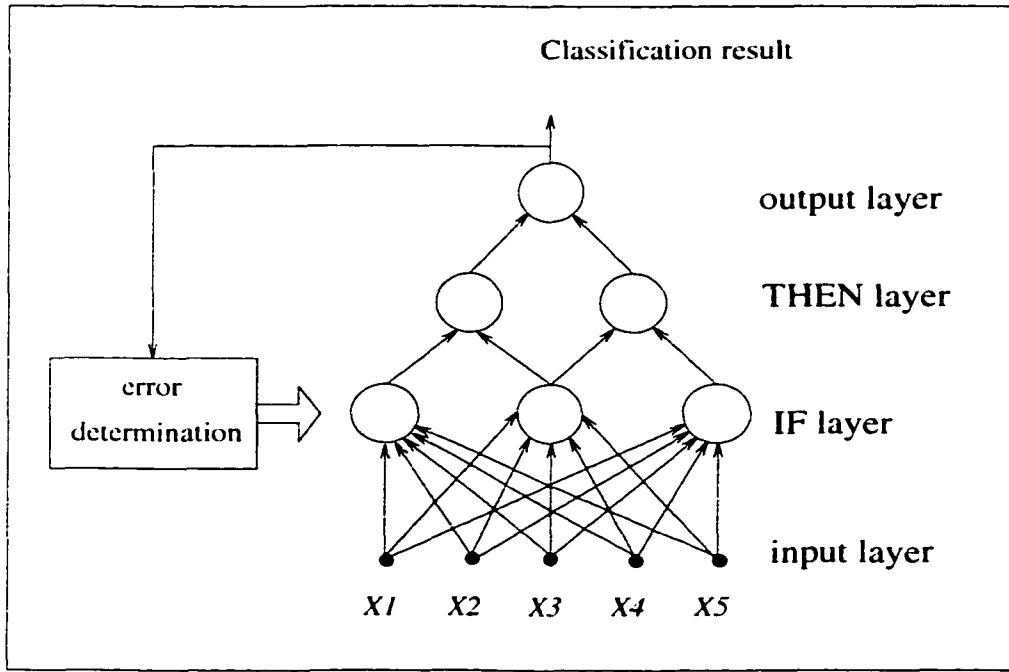 Classification result
output layer
THEN layer
error
determination
IF layer
input layer
X1 X2 X3 X4 X5